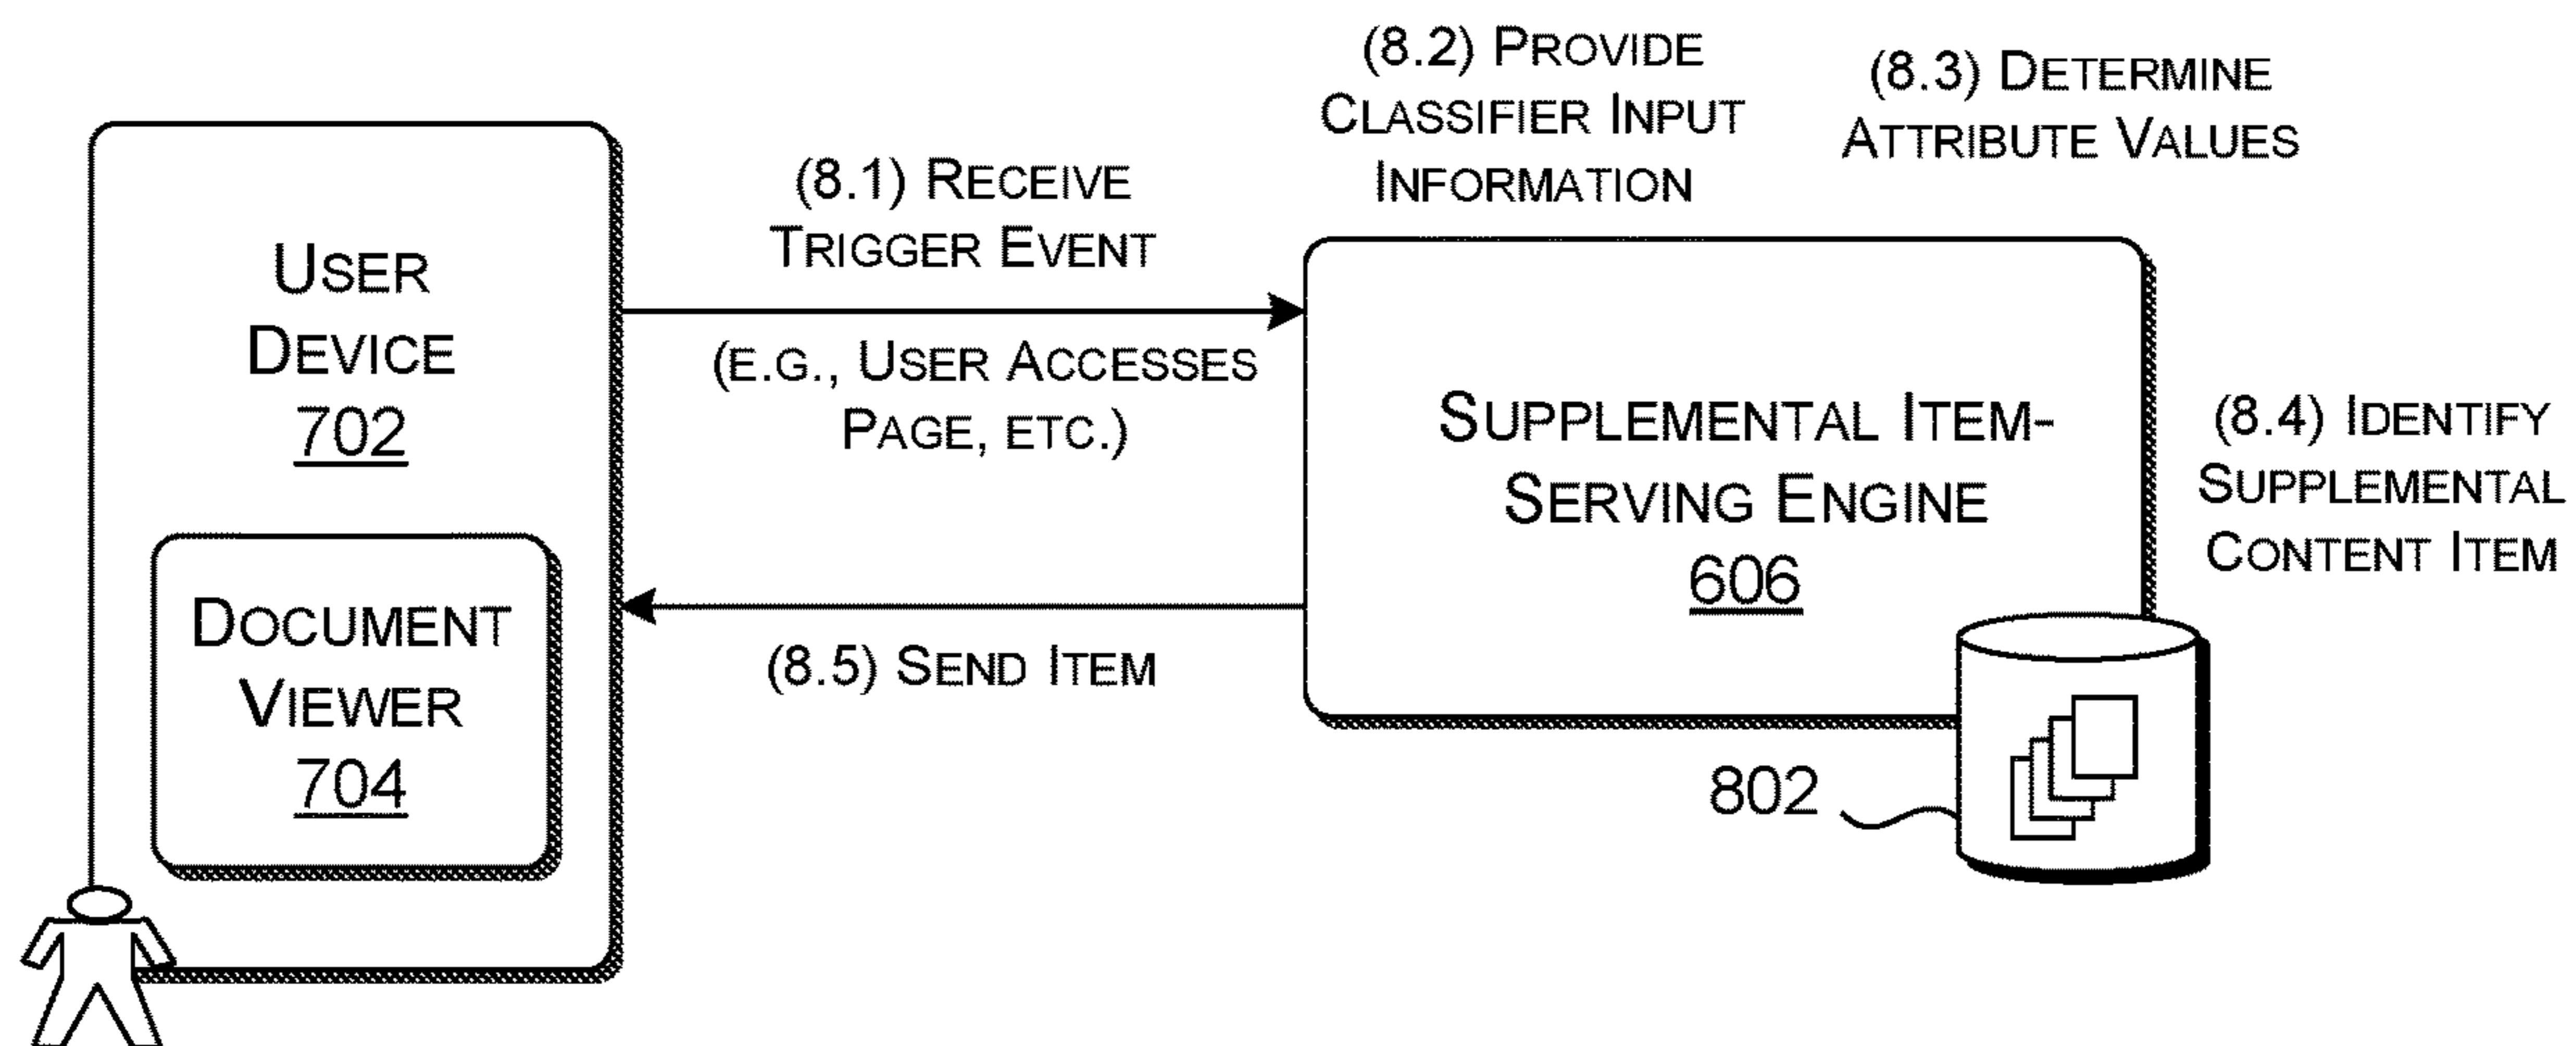 (8.2) PROVIDE
CLASSIFIER INPUT
INFORMATION
(8.3) DETERMINE
ATTRIBUTE VALUES
(8.1) RECEIVE
TRIGGER EVENT
(E.G., USER ACCESSES
PAGE, ETC.)
USER
DEVICE
702
SUPPLEMENTAL ITEM-
SERVING ENGINE
606
(8.4) IDENTIFY
SUPPLEMENTAL
CONTENT ITEM
DOCUMENT
VIEWER
704
(8.5) SEND ITEM
802